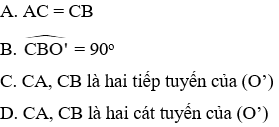 A. AC = CB
B. \widehat{CBO'} = 90°
C. CA, CB là hai tiếp tuyến của (O’)
D. CA, CB là hai cát tuyến của (O’)